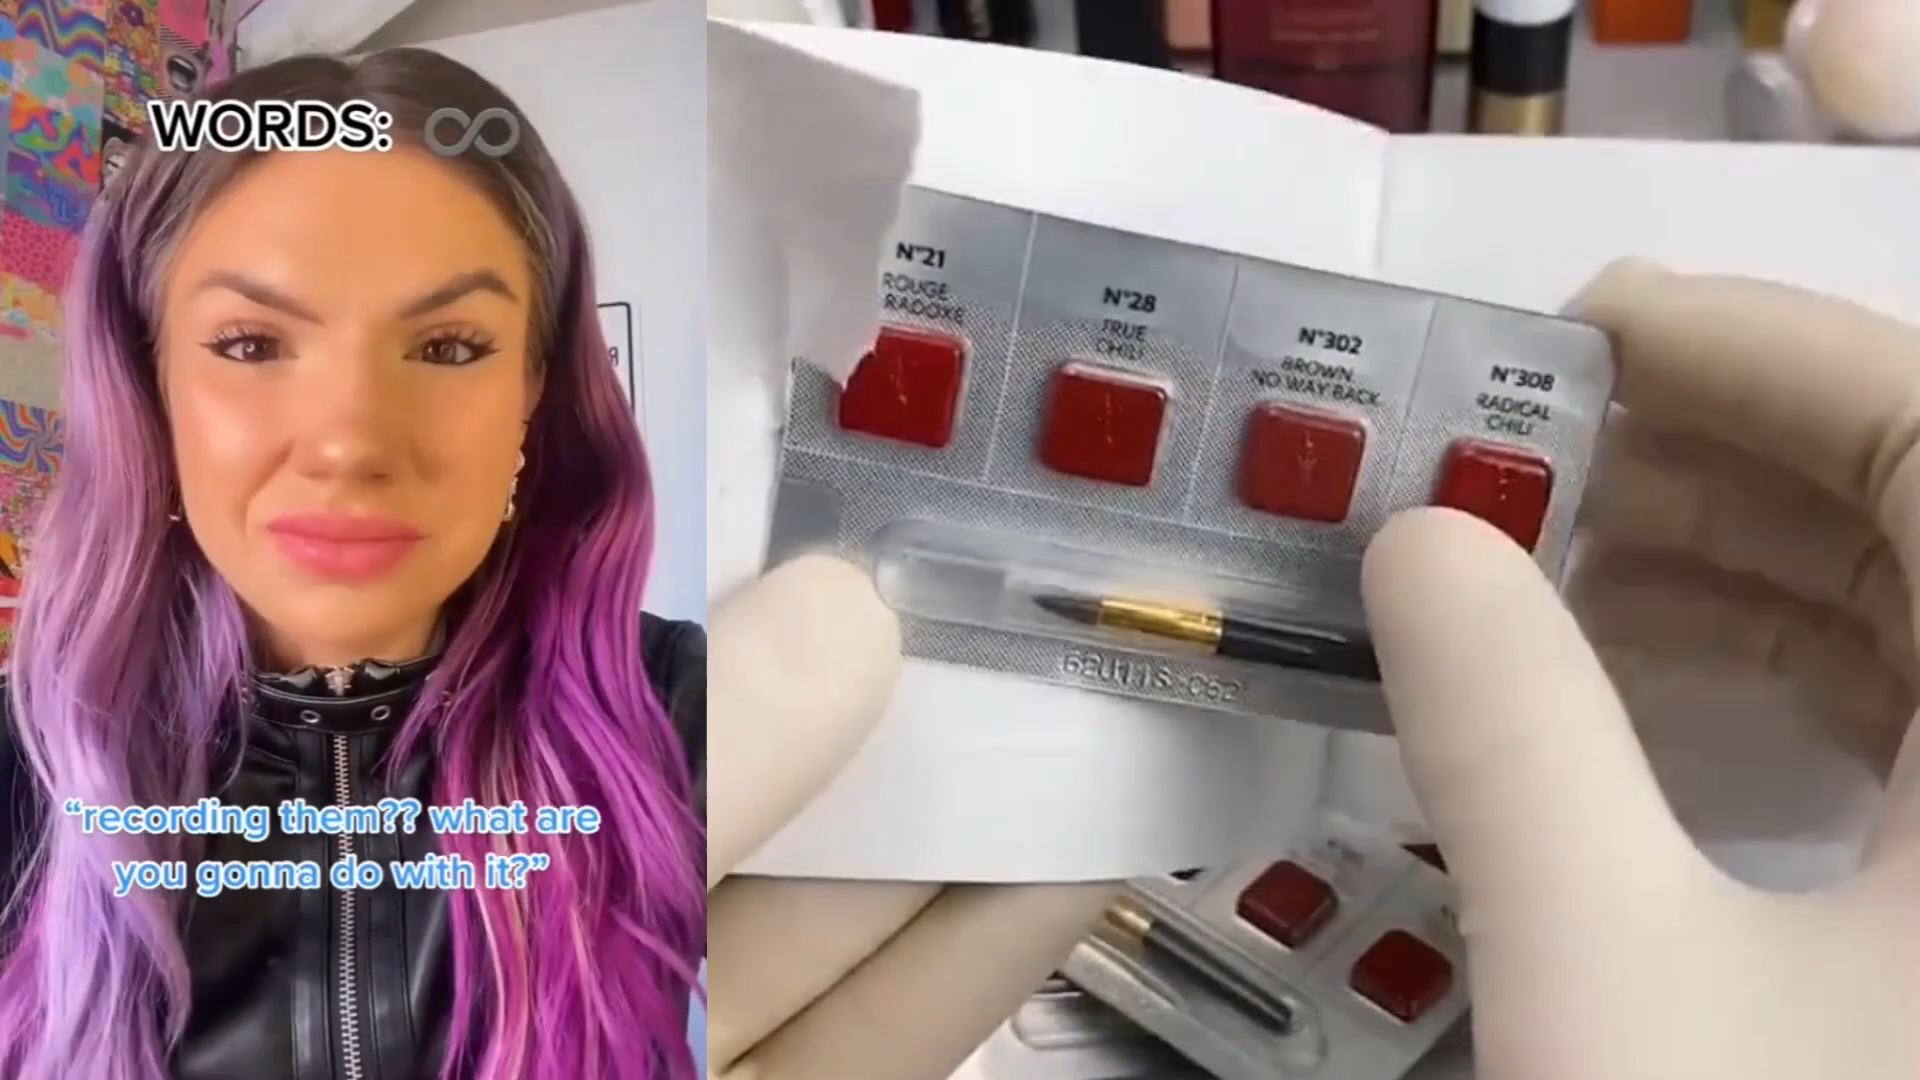 WORDS: ∞
“recording them?? what are
you gonna do with it?”
N°21
ROUGE
RADOXE
N°28
TRUE
CHILI
N°302
BROWN
NO WAY BACK
N°308
RADICAL
CHILI